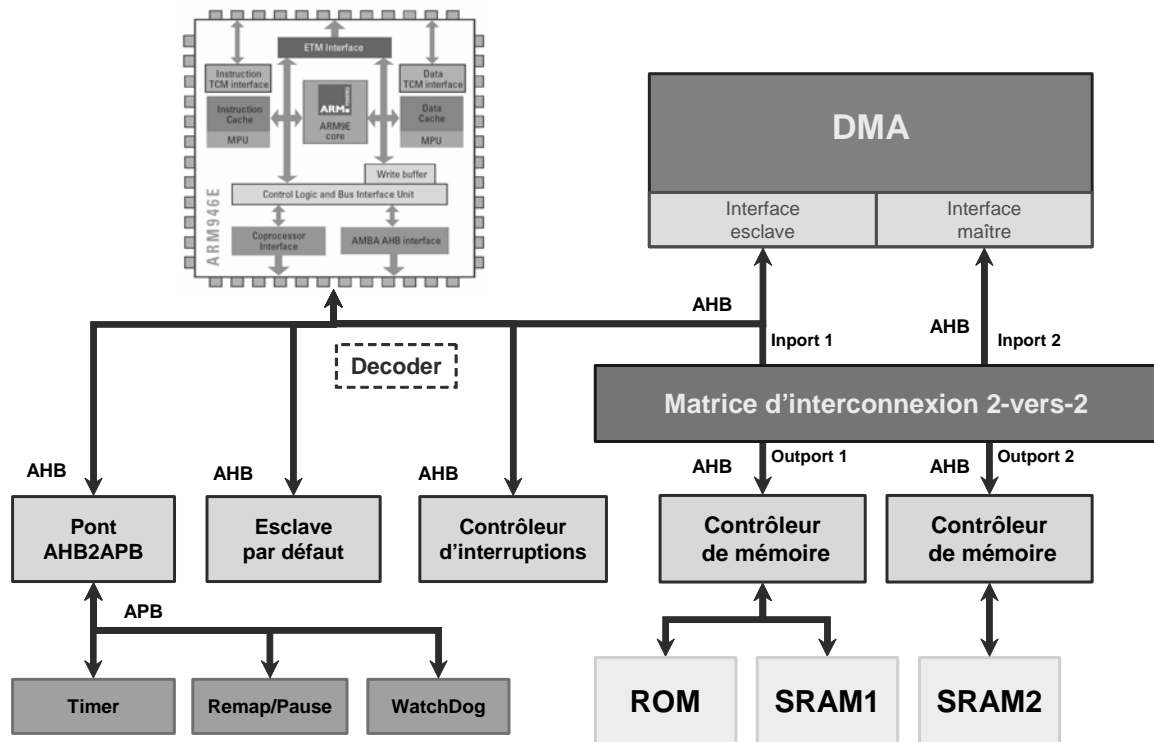 ETM Interface
Instruction
TCM interface
Data
TCM interface
Instruction
Cache
MPU
ARM
POWERED
ARM9E
core
Data
Cache
MPU
Write buffer
Control Logic and Bus Interface Unit
Coprocessor
Interface
AMBA AHB interface
ARM946E
DMA
Interface
esclave
Interface
maître
AHB
Inport 1
AHB
Inport 2
Decoder
Matrice d'interconnexion 2-vers-2
AHB
AHB
AHB
AHB
Outport 1
AHB
Outport 2
Pont
AHB2APB
Esclave
par défaut
Contrôleur
d'interruptions
Contrôleur
de mémoire
Contrôleur
de mémoire
APB
Timer
Remap/Pause
WatchDog
ROM
SRAM1
SRAM2